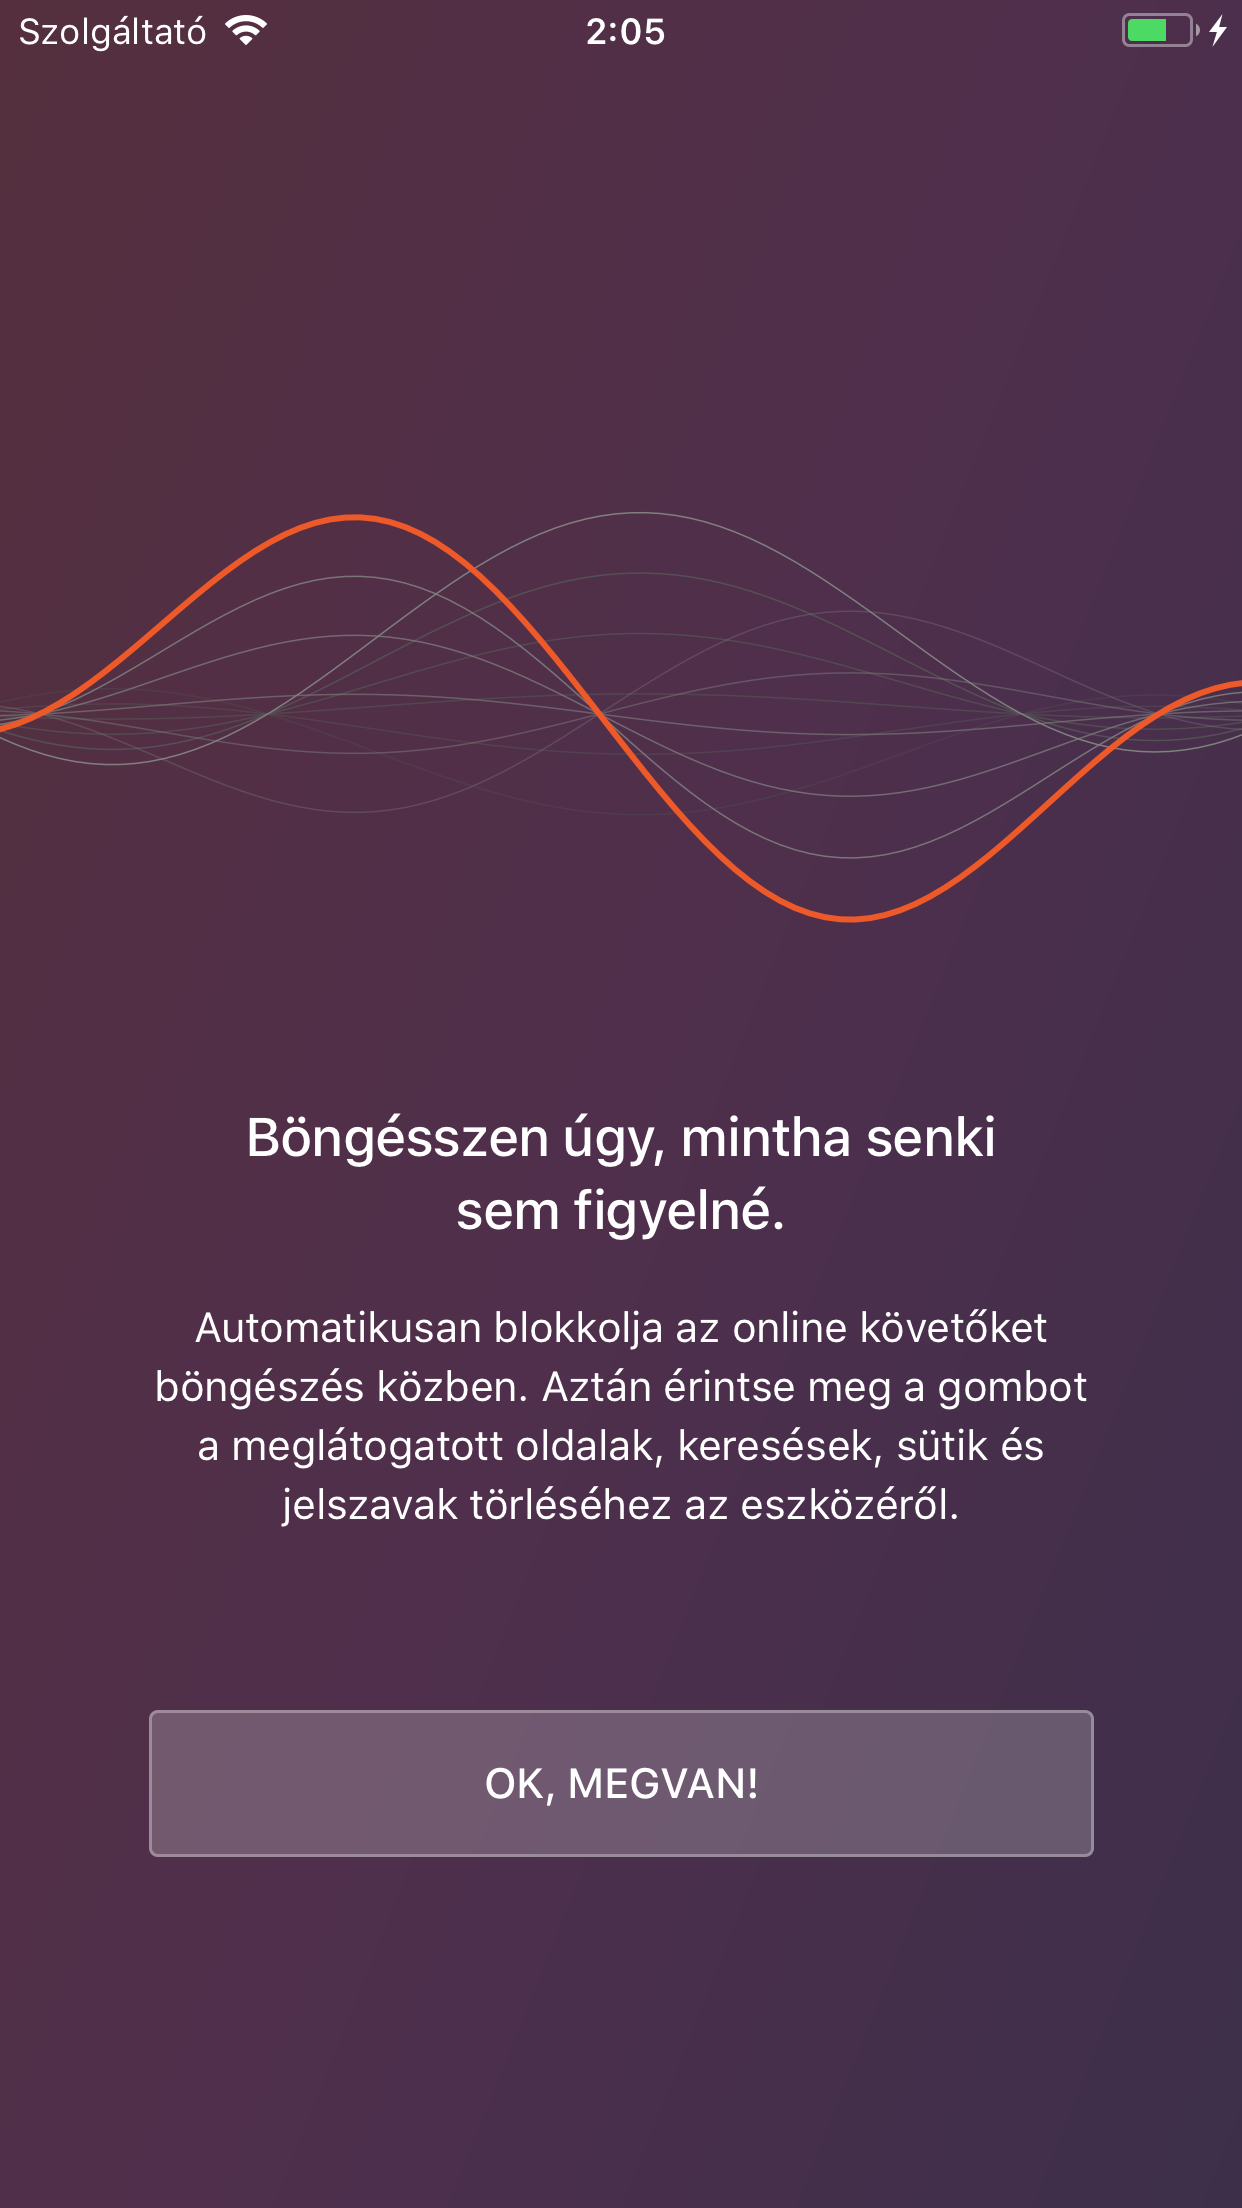 Szolgáltató 2:05
Böngésszen úgy, mintha senki
sem figyelné.
Automatikusan blokkolja az online követőket
böngészés közben. Aztán érintse meg a gombot
a meglátogatott oldalak, keresések, sütik és
jelszavak törléséhez az eszközéről.
OK, MEGVAN!